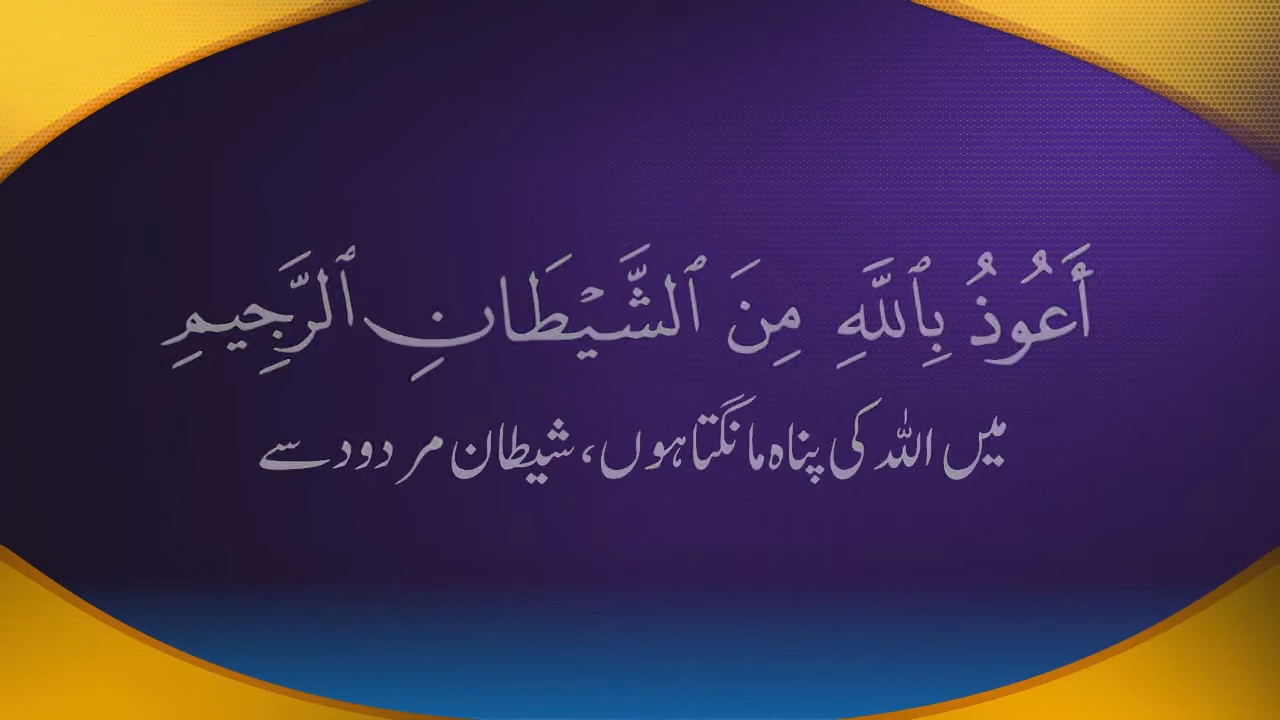 أَعُوذُ بِٱللَّهِ مِنَ ٱلشَّيْطَانِ ٱلرَّجِيمِ
میں اللہ کی پناہ مانگتا ہوں، شیطان مردود سے